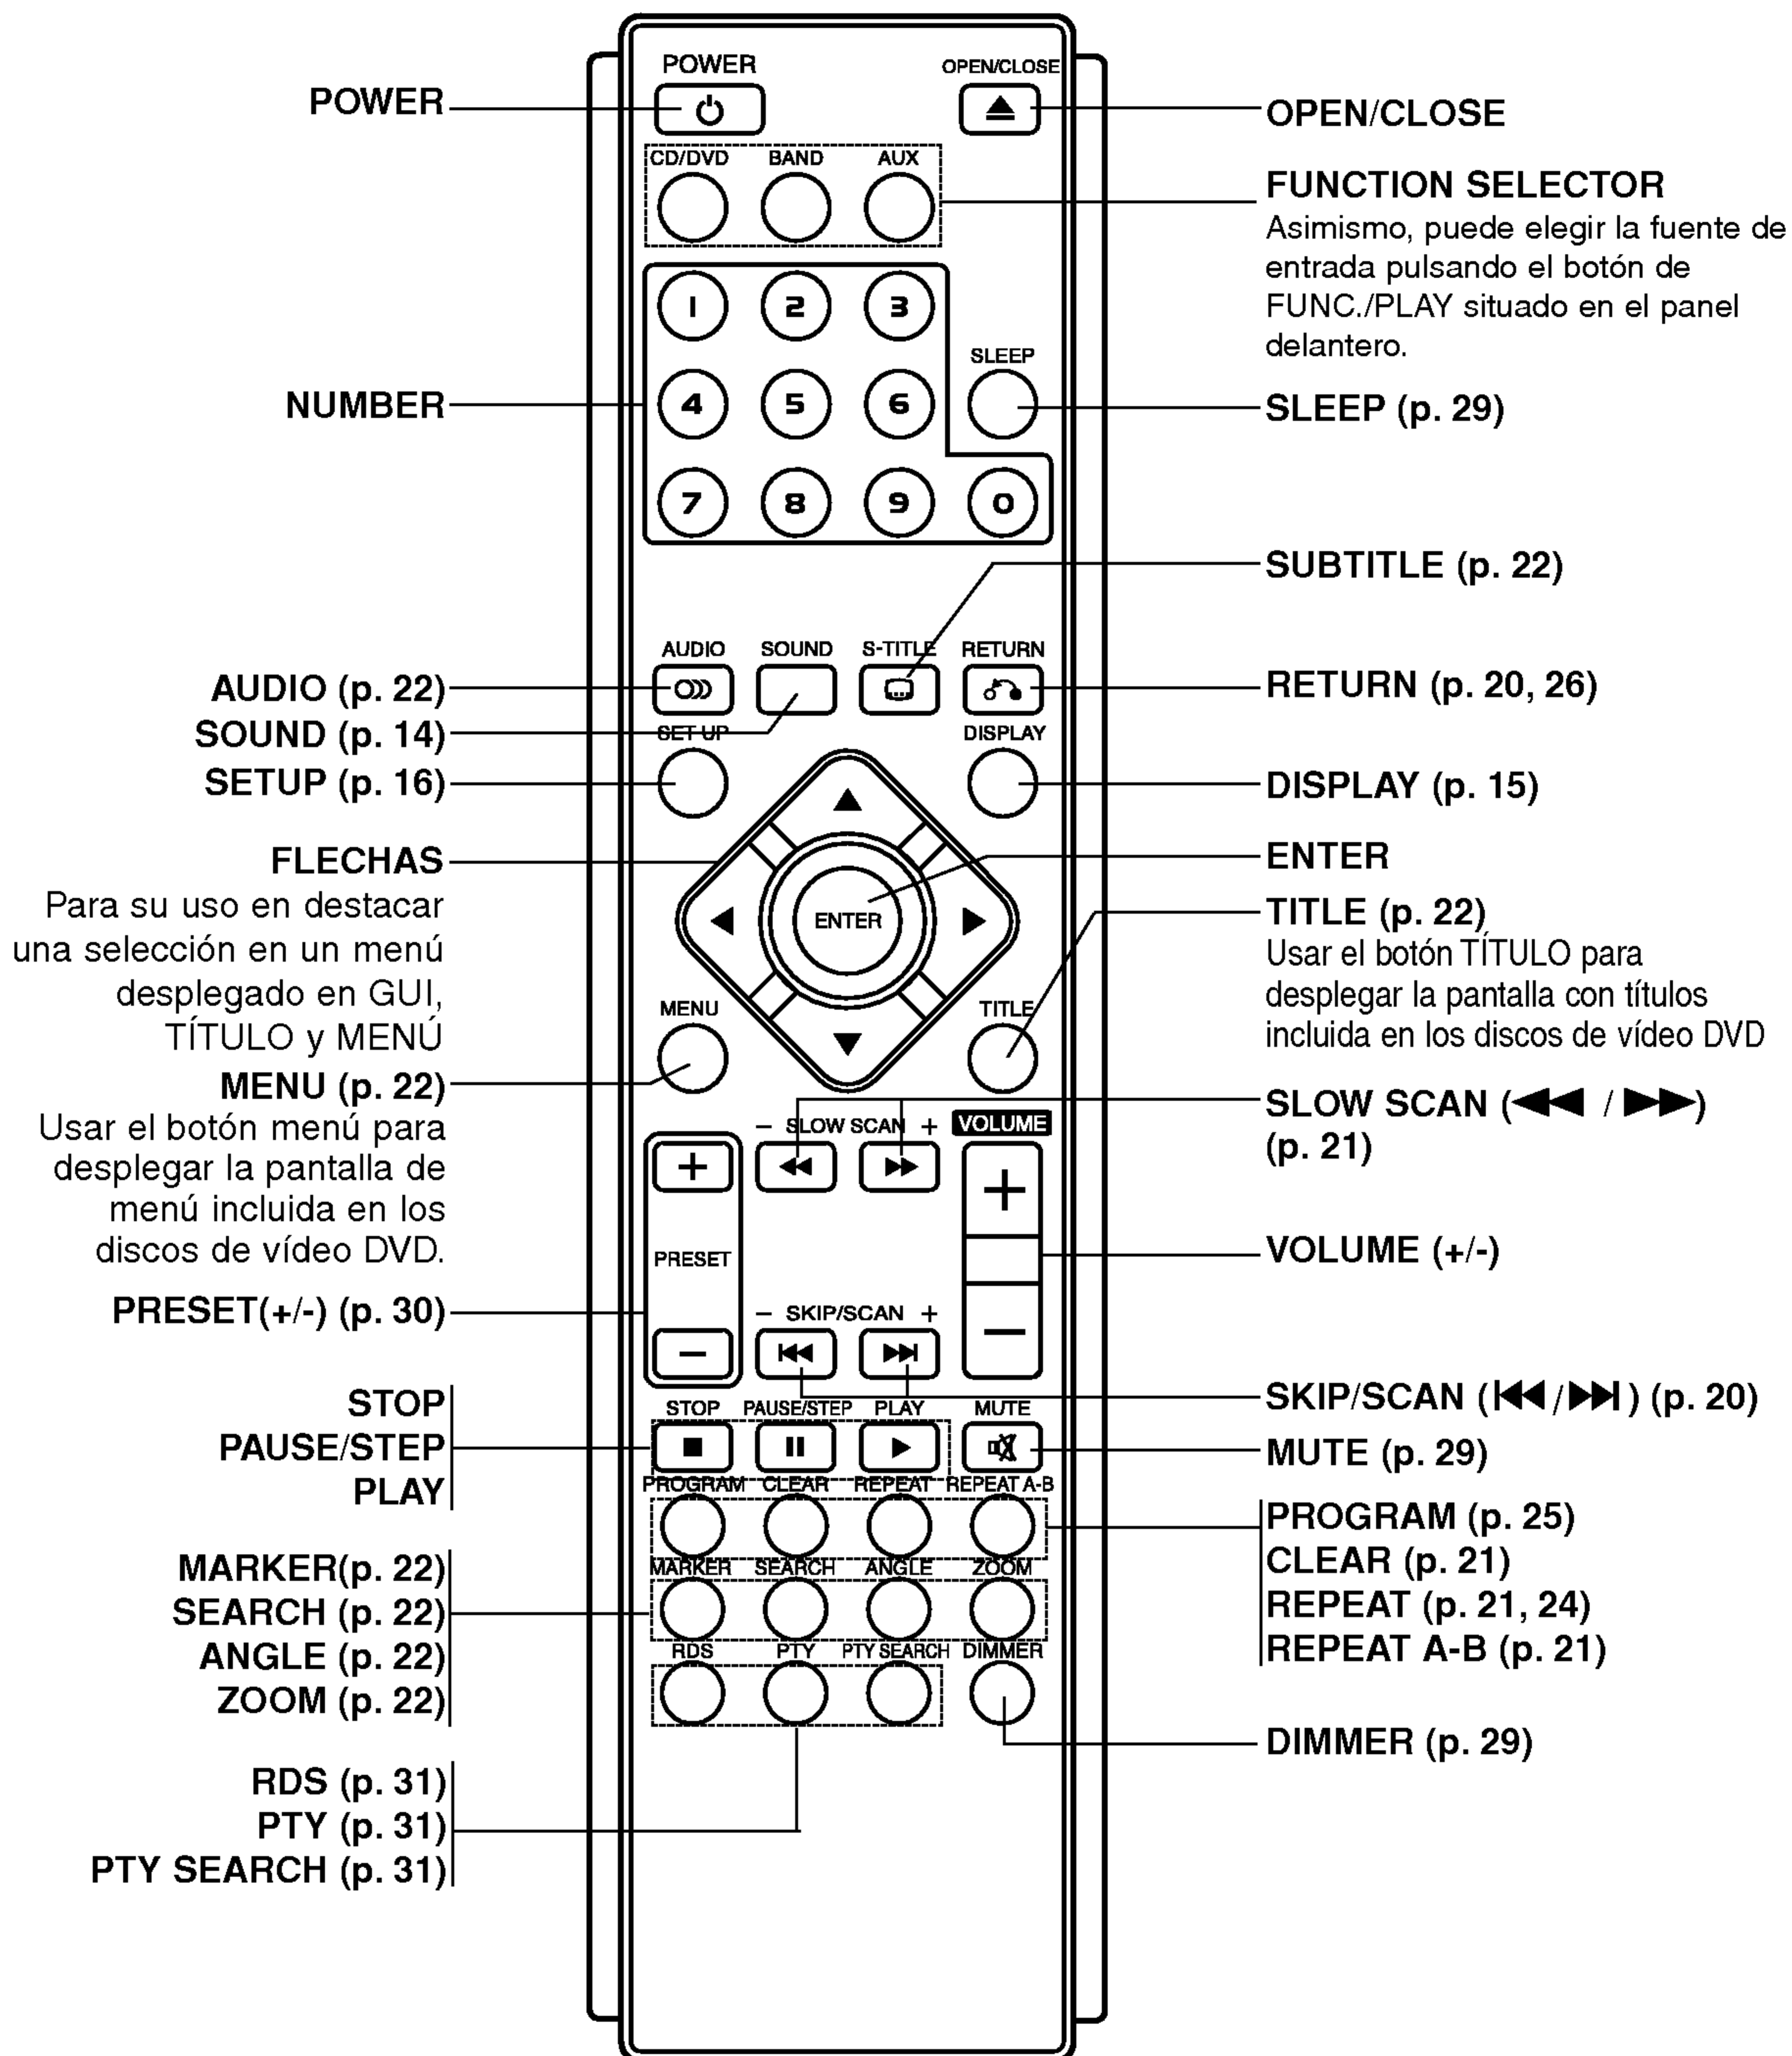 POWER
NUMBER
AUDIO (p. 22)
SOUND (p. 14)
SETUP (p. 16)
FLECHAS
Para su uso en destacar
una selección en un menú
desplegado en GUI,
TÍTULO y MENÚ
MENU (p. 22)
Usar el botón menú para
desplegar la pantalla de
menú incluida en los
discos de vídeo DVD.
PRESET(+/-) (p. 30)
STOP
PAUSE/STEP
PLAY
MARKER(p. 22)
SEARCH (p. 22)
ANGLE (p. 22)
ZOOM (p. 22)
RDS (p. 31)
PTY (p. 31)
PTY SEARCH (p. 31)
POWER OPEN/CLOSE
CD/DVD BAND AUX
1 2 3
SLEEP
4 5 6
7 8 9 0
AUDIO SOUND S-TITLE RETURN
SET UP DISPLAY
ENTER
MENU TITLE
– SLOW SCAN + VOLUME
+ +
PRESET
– SKIP/SCAN +
– –
STOP PAUSE/STEP PLAY MUTE
PROGRAM CLEAR REPEAT REPEAT A-B
MARKER SEARCH ANGLE ZOOM
RDS PTY PTY SEARCH DIMMER
OPEN/CLOSE
FUNCTION SELECTOR
Asimismo, puede elegir la fuente de
entrada pulsando el botón de
FUNC./PLAY situado en el panel
delantero.
SLEEP (p. 29)
SUBTITLE (p. 22)
RETURN (p. 20, 26)
DISPLAY (p. 15)
ENTER
TITLE (p. 22)
Usar el botón TÍTULO para
desplegar la pantalla con títulos
incluida en los discos de vídeo DVD
SLOW SCAN (◀◀ / ▶▶)
(p. 21)
VOLUME (+/-)
SKIP/SCAN (|◀◀ / ▶▶|) (p. 20)
MUTE (p. 29)
PROGRAM (p. 25)
CLEAR (p. 21)
REPEAT (p. 21, 24)
REPEAT A-B (p. 21)
DIMMER (p. 29)